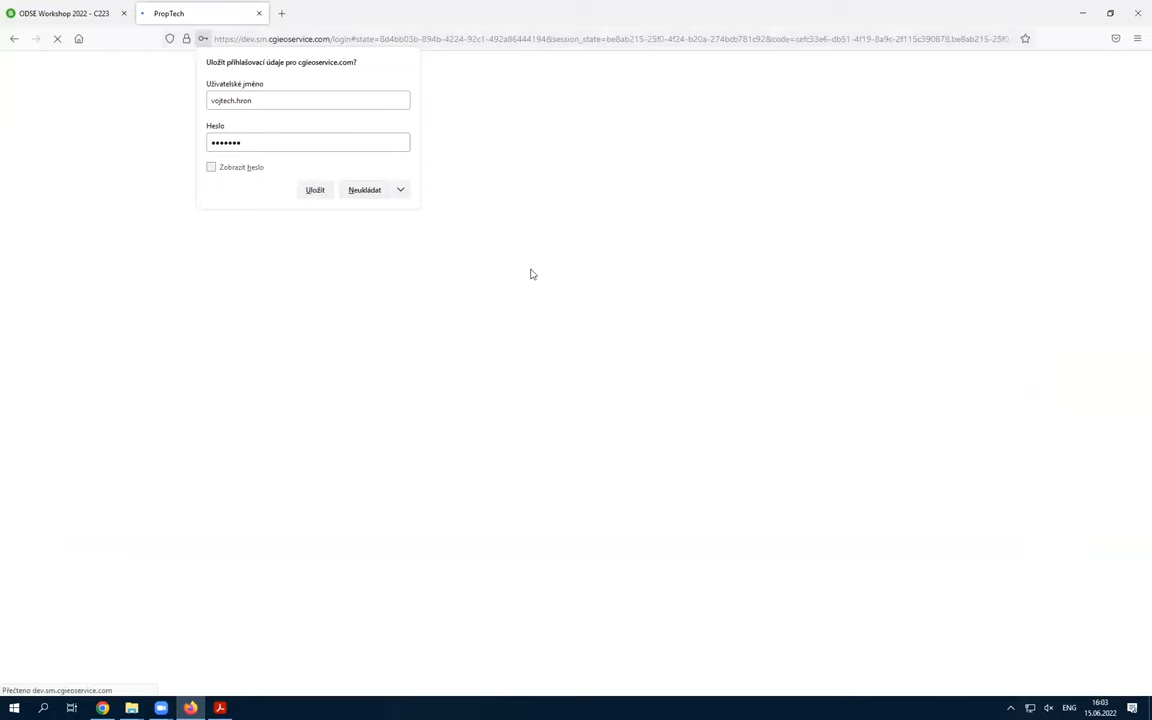 ODSE Workshop 2022 - C223
PropTech
https://dev.sm.cgieoservice.com/login#state=8d4bb03b-894b-4224-92c1-492a864441948&session_state=be8ab215-25f0-4f24-b20a-274bcb781c92&code=cefc33e6-db51-4f19-8a9c-2f115c390878.be8ab215-25f0
Uložit přihlašovací údaje pro cgieoservice.com?
Uživatelské jméno
vojtech.hron
Heslo
Zobrazit heslo
Uložit
Neukládat
Přečteno dev.sm.cgieoservice.com
ENG
16:03
15.06.2022